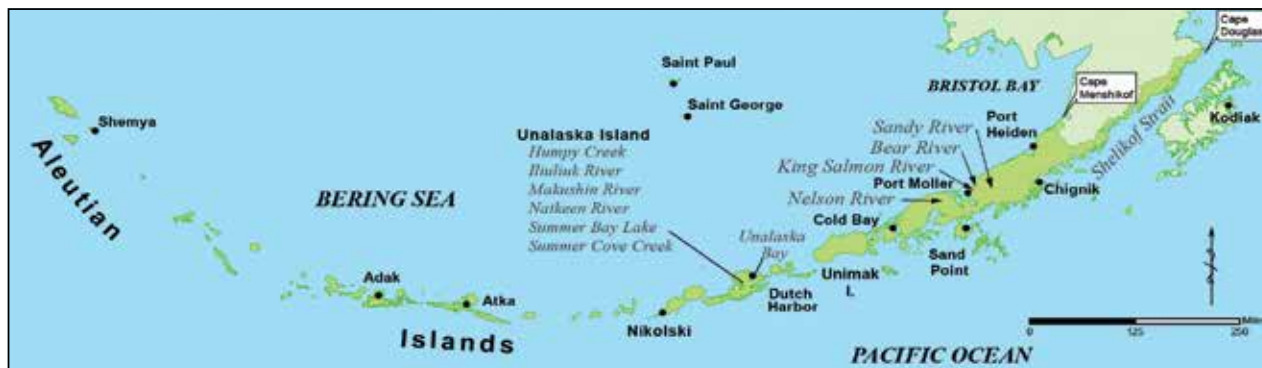 Cape
Douglas
Saint Paul
BRISTOL BAY
Cape
Menshikof
Saint George
Shemya
Kodiak
Port
Heiden
Sandy River
Unalaska Island
Humpy Creek
Iliuliuk River
Makushin River
Natkeen River
Summer Bay Lake
Summer Cove Creek
Bear River
King Salmon River
Shelikof Strait
Port Moller
Chignik
Nelson River
Aleutian
BERING SEA
Cold Bay
Unalaska
Bay
Sand
Point
Adak
Atka
Unimak
I.
Dutch
Harbor
Nikolski
Islands
0
125
250
PACIFIC OCEAN